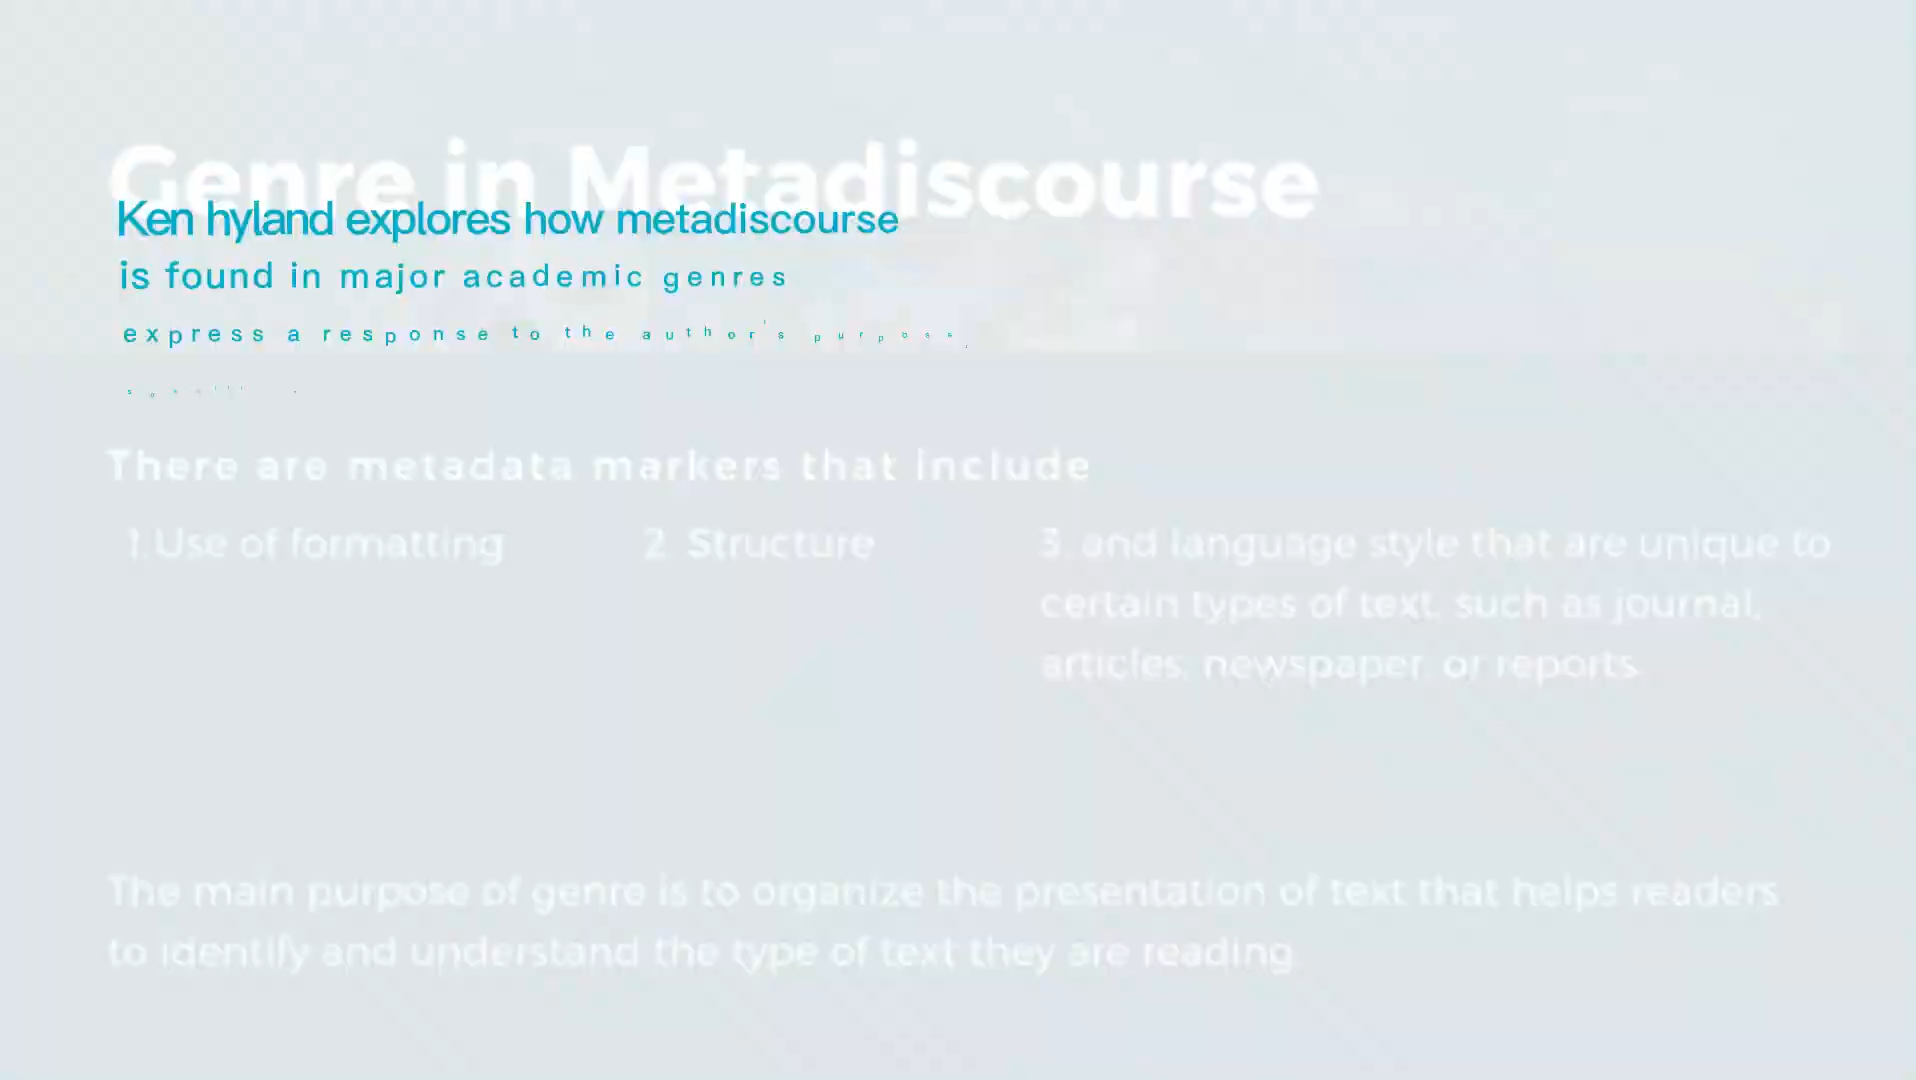 Genre in Metadiscourse
Ken hyland explores how metadiscourse
is found in major academic genres
express a response to the author's purpose,
There are metadata markers that include
1.Use of formatting
2. Structure
3. and language style that are unique to
certain types of text, such as journal,
articles, newspaper, or reports.
The main purpose of genre is to organize the presentation of text that helps readers
to identify and understand the type of text they are reading.